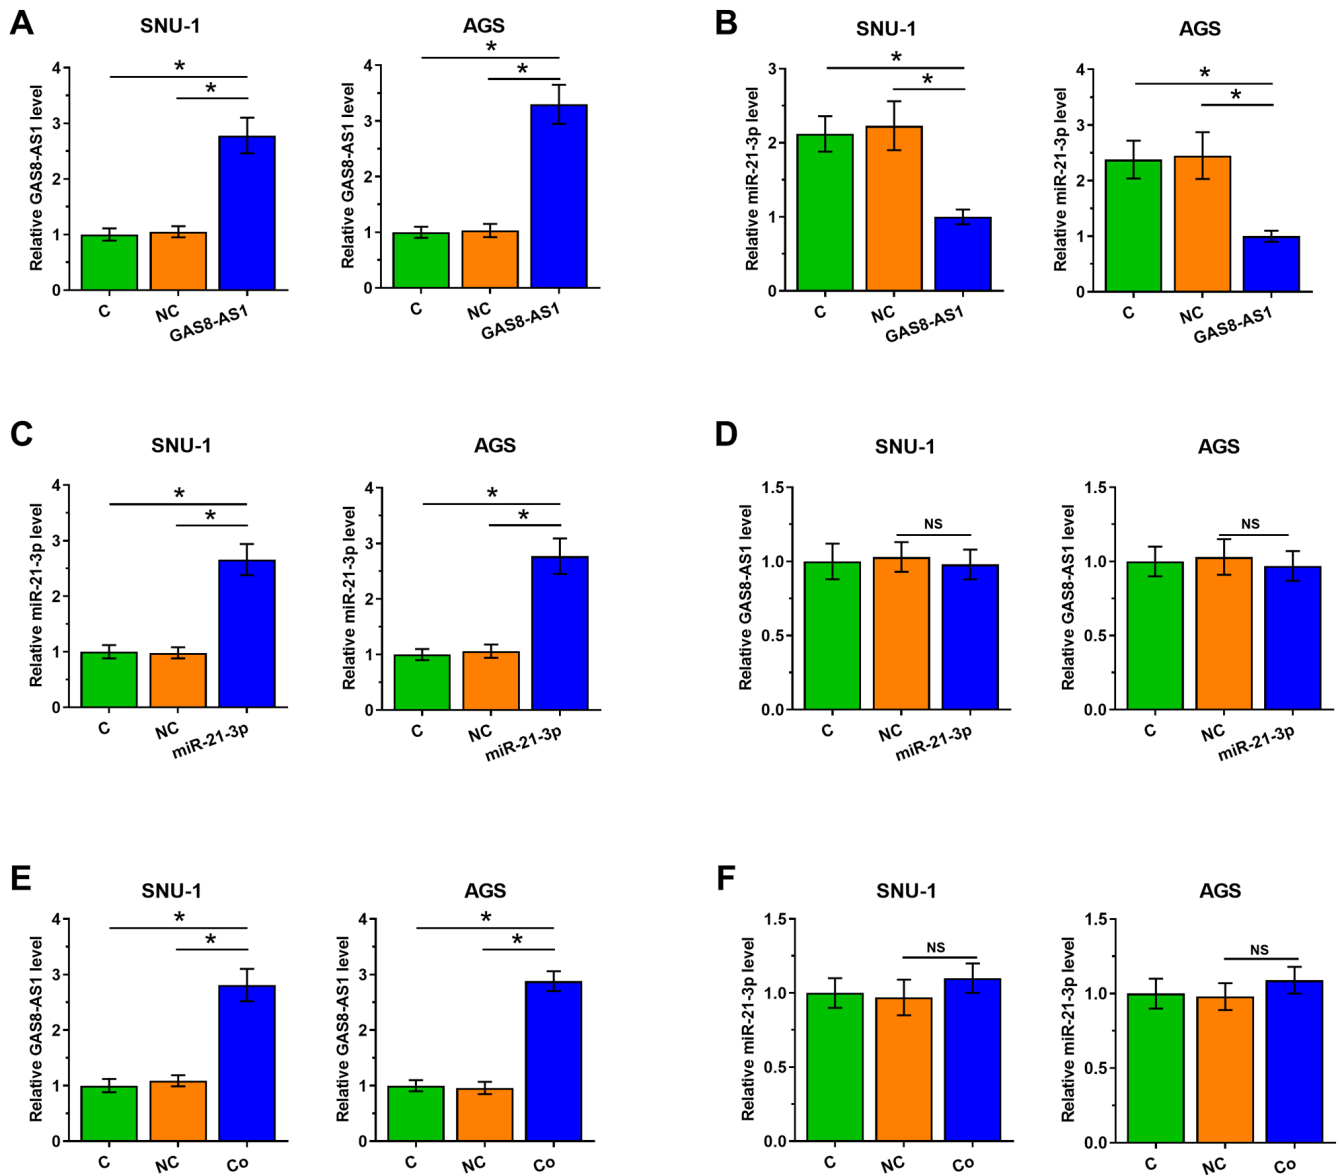 A
SNU-1
Relative GAS8-AS1 level
4
3
2
1
0
*
*
C
NC
GAS8-AS1
AGS
Relative GAS8-AS1 level
4
3
2
1
0
*
*
C
NC
GAS8-AS1
B
SNU-1
Relative miR-21-3p level
3
2
1
0
*
*
C
NC
GAS8-AS1
AGS
Relative miR-21-3p level
4
3
2
1
0
*
*
C
NC
GAS8-AS1
C
SNU-1
Relative miR-21-3p level
4
3
2
1
0
*
*
C
NC
miR-21-3p
AGS
Relative miR-21-3p level
4
3
2
1
0
*
*
C
NC
miR-21-3p
D
SNU-1
Relative GAS8-AS1 level
1.5
1.0
0.5
0.0
NS
C
NC
miR-21-3p
AGS
Relative GAS8-AS1 level
1.5
1.0
0.5
0.0
NS
C
NC
miR-21-3p
E
SNU-1
Relative GAS8-AS1 level
4
3
2
1
0
*
*
C
NC
Co
AGS
Relative GAS8-AS1 level
4
3
2
1
0
*
*
C
NC
Co
F
SNU-1
Relative miR-21-3p level
1.5
1.0
0.5
0.0
NS
C
NC
Co
AGS
Relative miR-21-3p level
1.5
1.0
0.5
0.0
NS
C
NC
Co